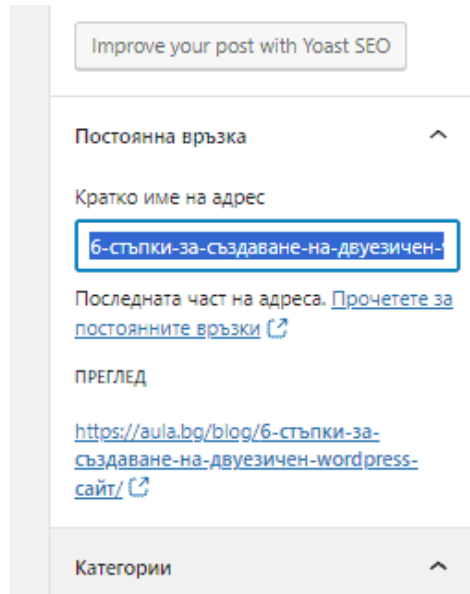 Improve your post with Yoast SEO
Постоянна връзка
Кратко име на адрес
6-стъпки-за-създаване-на-двуезичен-
Последната част на адреса. Прочетете за
постоянните връзки
ПРЕГЛЕД
https://aula.bg/blog/6-стъпки-за-
създаване-на-двуезичен-wordpress-
сайт/
Категории